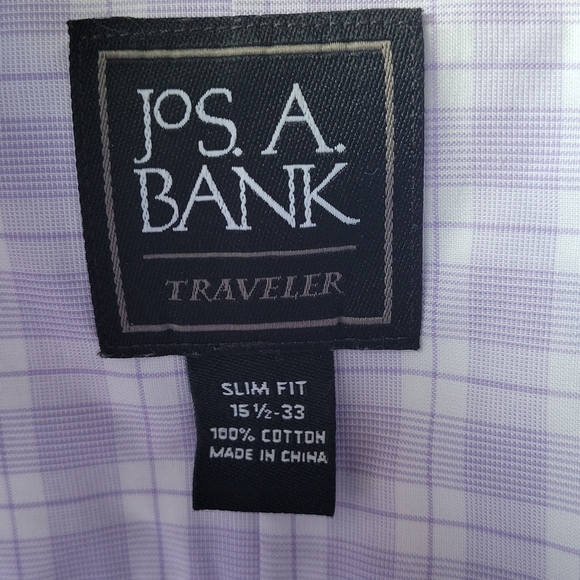 JOS. A.
BANK
TRAVELER
SLIM FIT
15 ½-33
100% COTTON
MADE IN CHINA